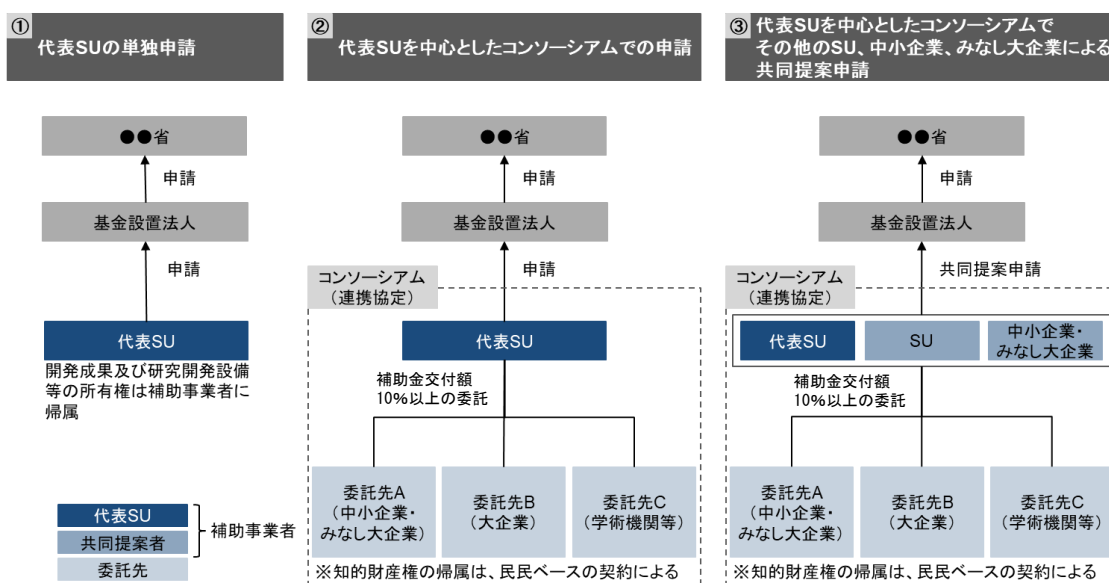 ①
代表SUの単独申請
●●省
申請
基金設置法人
申請
代表SU
開発成果及び研究開発設備
等の所有権は補助事業者に
帰属
代表SU
共同提案者
補助事業者
委託先
②
代表SUを中心としたコンソーシアムでの申請
●●省
申請
基金設置法人
申請
コンソーシアム
（連携協定）
代表SU
補助金交付額
10%以上の委託
委託先A
（中小企業・
みなし大企業）
委託先B
（大企業）
委託先C
（学術機関等）
※知的財産権の帰属は、民民ベースの契約による
③
代表SUを中心としたコンソーシアムで
その他のSU、中小企業、みなし大企業による
共同提案申請
●●省
申請
基金設置法人
共同提案申請
コンソーシアム
（連携協定）
代表SU
SU
中小企業・
みなし大企業
補助金交付額
10%以上の委託
委託先A
（中小企業・
みなし大企業）
委託先B
（大企業）
委託先C
（学術機関等）
※知的財産権の帰属は、民民ベースの契約による